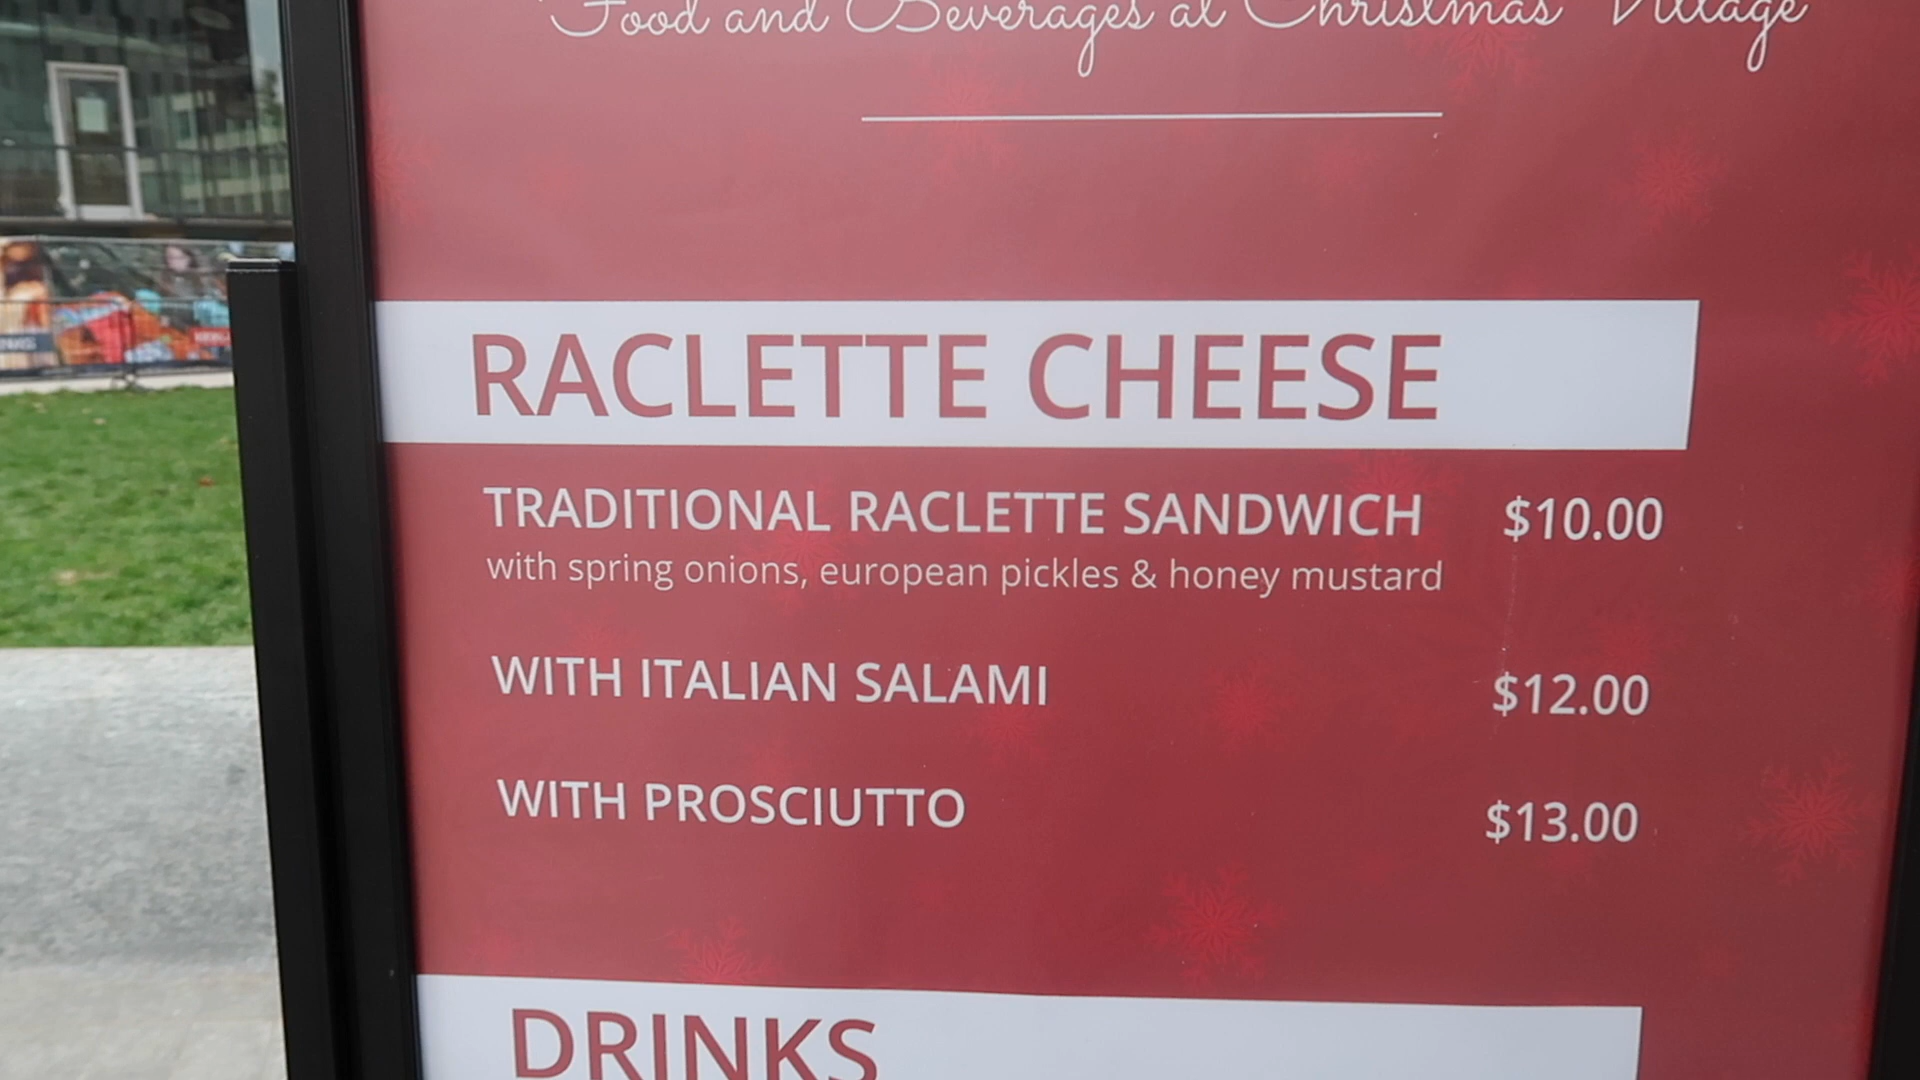 Food and Beverages at Christmas Village
RACLETTE CHEESE
TRADITIONAL RACLETTE SANDWICH $10.00
with spring onions, european pickles & honey mustard
WITH ITALIAN SALAMI $12.00
WITH PROSCIUTTO $13.00
DRINKS